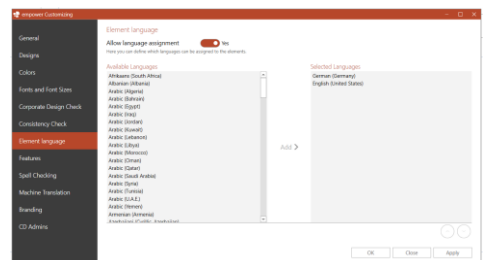 empower Customizing
General
Designs
Colors
Fonts and Font Sizes
Corporate Design Check
Consistency Check
Element language
Features
Spell Checking
Machine Translation
Branding
CD Admins
Element language
Allow language assignment
Yes
Here you can define which languages can be assigned to the elements.
Available Languages
Afrikaans (South Africa)
Albanian (Albania)
Arabic (Algeria)
Arabic (Bahrain)
Arabic (Egypt)
Arabic (Iraq)
Arabic (Jordan)
Arabic (Kuwait)
Arabic (Lebanon)
Arabic (Libya)
Arabic (Morocco)
Arabic (Oman)
Arabic (Qatar)
Arabic (Saudi Arabia)
Arabic (Syria)
Arabic (Tunisia)
Arabic (U.A.E.)
Arabic (Yemen)
Armenian (Armenia)
Azerbaijani (Cyrillic, Azerbaijan)
Add >
Selected Languages
German (Germany)
English (United States)
OK
Close
Apply